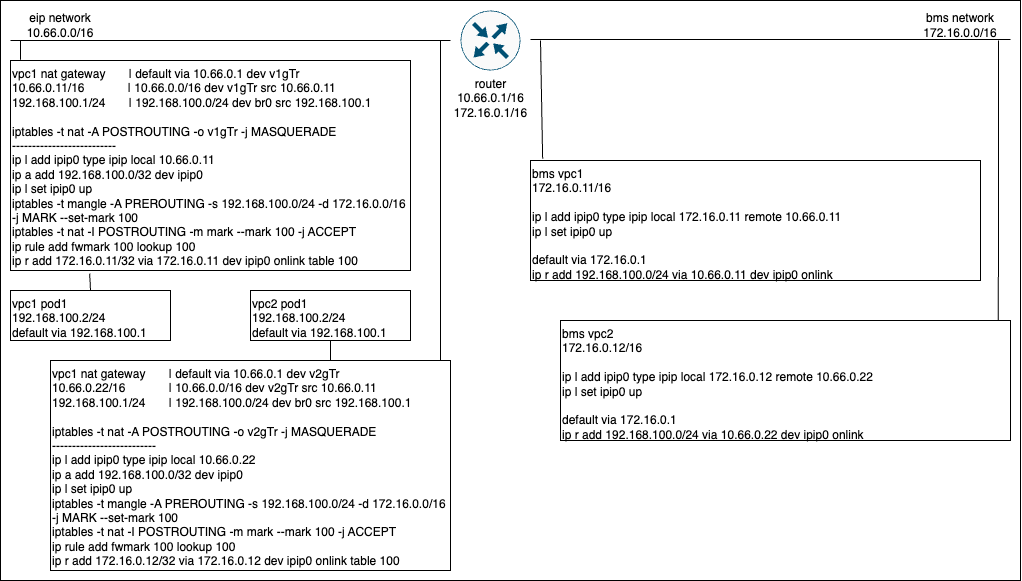 eip network
10.66.0.0/16
bms network
172.16.0.0/16
router
10.66.0.1/16
172.16.0.1/16
vpc1 nat gateway | default via 10.66.0.1 dev v1gTr
10.66.0.11/16 | 10.66.0.0/16 dev v1gTr src 10.66.0.11
192.168.100.1/24 | 192.168.100.0/24 dev br0 src 192.168.100.1
iptables -t nat -A POSTROUTING -o v1gTr -j MASQUERADE
--------------------------
ip l add ipip0 type ipip local 10.66.0.11
ip a add 192.168.100.0/32 dev ipip0
ip l set ipip0 up
iptables -t mangle -A PREROUTING -s 192.168.100.0/24 -d 172.16.0.0/16
-j MARK --set-mark 100
iptables -t nat -I POSTROUTING -m mark --mark 100 -j ACCEPT
ip rule add fwmark 100 lookup 100
ip r add 172.16.0.11/32 via 172.16.0.11 dev ipip0 onlink table 100
bms vpc1
172.16.0.11/16
ip l add ipip0 type ipip local 172.16.0.11 remote 10.66.0.11
ip l set ipip0 up
default via 172.16.0.1
ip r add 192.168.100.0/24 via 10.66.0.11 dev ipip0 onlink
vpc1 pod1
192.168.100.2/24
default via 192.168.100.1
vpc2 pod1
192.168.100.2/24
default via 192.168.100.1
bms vpc2
172.16.0.12/16
ip l add ipip0 type ipip local 172.16.0.12 remote 10.66.0.22
ip l set ipip0 up
default via 172.16.0.1
ip r add 192.168.100.0/24 via 10.66.0.22 dev ipip0 onlink
vpc1 nat gateway | default via 10.66.0.1 dev v2gTr
10.66.0.22/16 | 10.66.0.0/16 dev v2gTr src 10.66.0.11
192.168.100.1/24 | 192.168.100.0/24 dev br0 src 192.168.100.1
iptables -t nat -A POSTROUTING -o v2gTr -j MASQUERADE
--------------------------
ip l add ipip0 type ipip local 10.66.0.22
ip a add 192.168.100.0/32 dev ipip0
ip l set ipip0 up
iptables -t mangle -A PREROUTING -s 192.168.100.0/24 -d 172.16.0.0/16
-j MARK --set-mark 100
iptables -t nat -I POSTROUTING -m mark --mark 100 -j ACCEPT
ip rule add fwmark 100 lookup 100
ip r add 172.16.0.12/32 via 172.16.0.12 dev ipip0 onlink table 100